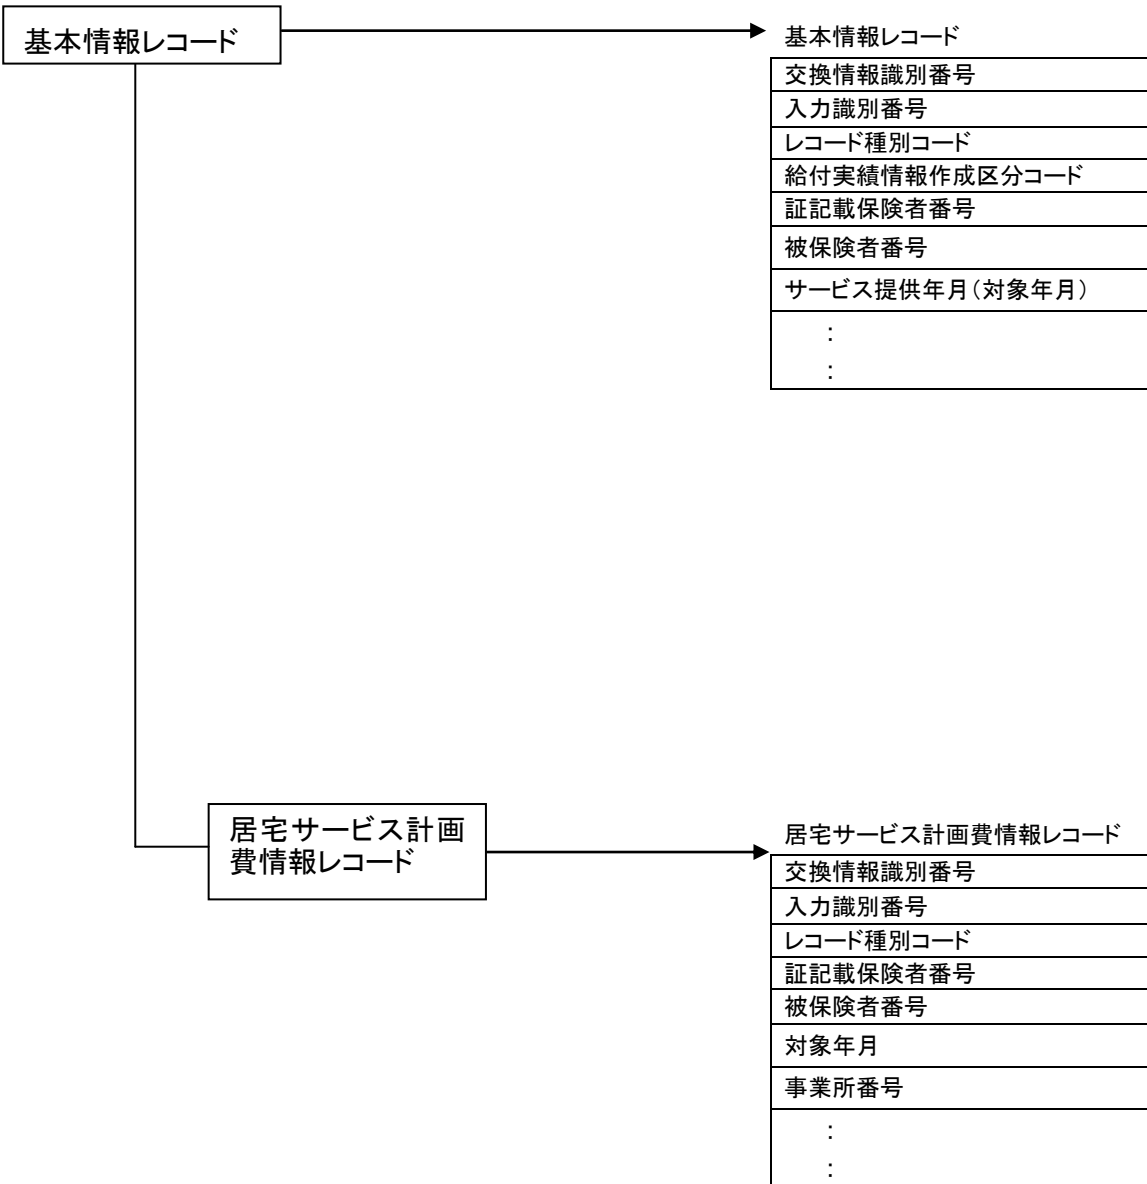 基本情報レコード
基本情報レコード
交換情報識別番号
入力識別番号
レコード種別コード
給付実績情報作成区分コード
証記載保険者番号
被保険者番号
サービス提供年月(対象年月)
:
:
居宅サービス計画
費情報レコード
居宅サービス計画費情報レコード
交換情報識別番号
入力識別番号
レコード種別コード
証記載保険者番号
被保険者番号
対象年月
事業所番号
:
: